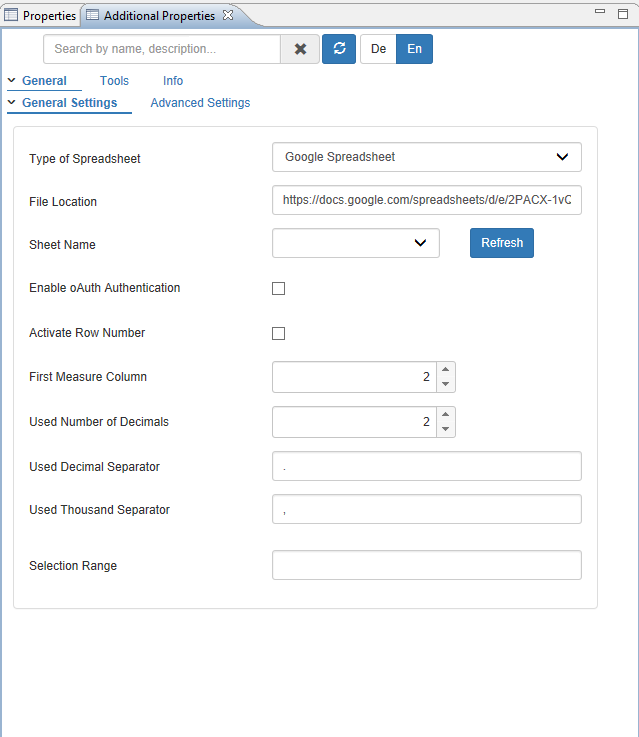 Properties Additional Properties
Search by name, description... De En
General Tools Info
General Settings Advanced Settings
Type of Spreadsheet Google Spreadsheet
File Location https://docs.google.com/spreadsheets/d/e/2PACX-1vC
Sheet Name Refresh
Enable oAuth Authentication
Activate Row Number
First Measure Column 2
Used Number of Decimals 2
Used Decimal Separator .
Used Thousand Separator ,
Selection Range